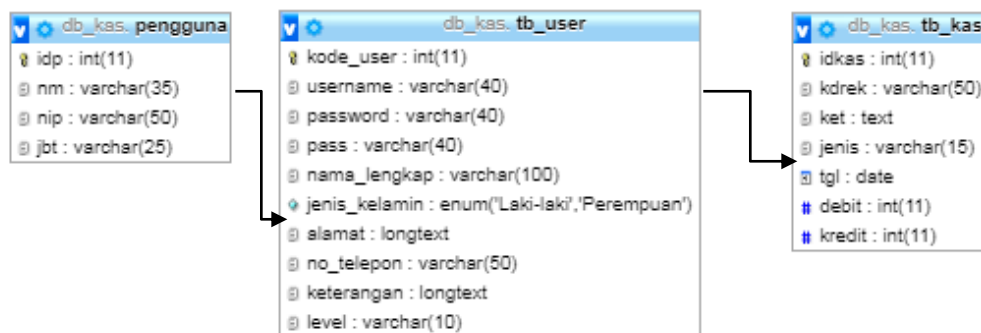 db_kas. pengguna
idp : int(11)
nm : varchar(35)
nip : varchar(50)
jbt : varchar(25)
db_kas. tb_user
kode_user : int(11)
username : varchar(40)
password : varchar(40)
pass : varchar(40)
nama_lengkap : varchar(100)
jenis_kelamin : enum('Laki-laki','Perempuan')
alamat : longtext
no_telepon : varchar(50)
keterangan : longtext
level : varchar(10)
db_kas. tb_kas
idkas : int(11)
kdrek : varchar(50)
ket : text
jenis : varchar(15)
tgl : date
# debit : int(11)
# kredit : int(11)